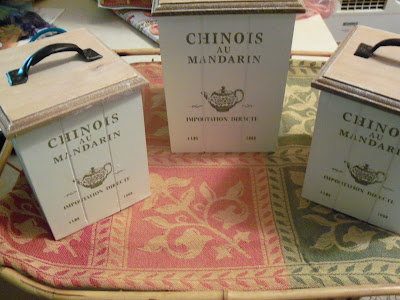 CHINOIS
AU
MANDARIN
IMPORTATION DIRECTE
CHINOIS
AU
MANDARIN
IMPORTATION DIRECTE
CHINOIS
AU
MANDARIN
IMPORTATION DIRECTE